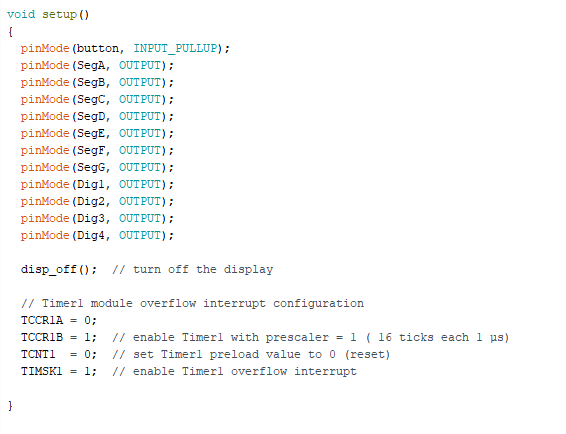 void setup()
{
  pinMode(button, INPUT_PULLUP);
  pinMode(SegA, OUTPUT);
  pinMode(SegB, OUTPUT);
  pinMode(SegC, OUTPUT);
  pinMode(SegD, OUTPUT);
  pinMode(SegE, OUTPUT);
  pinMode(SegF, OUTPUT);
  pinMode(SegG, OUTPUT);
  pinMode(Dig1, OUTPUT);
  pinMode(Dig2, OUTPUT);
  pinMode(Dig3, OUTPUT);
  pinMode(Dig4, OUTPUT);

  disp_off();  // turn off the display

  // Timer1 module overflow interrupt configuration
  TCCR1A = 0;
  TCCR1B = 1;  // enable Timer1 with prescaler = 1 ( 16 ticks each 1 µs)
  TCNT1  = 0;  // set Timer1 preload value to 0 (reset)
  TIMSK1 = 1;  // enable Timer1 overflow interrupt

}